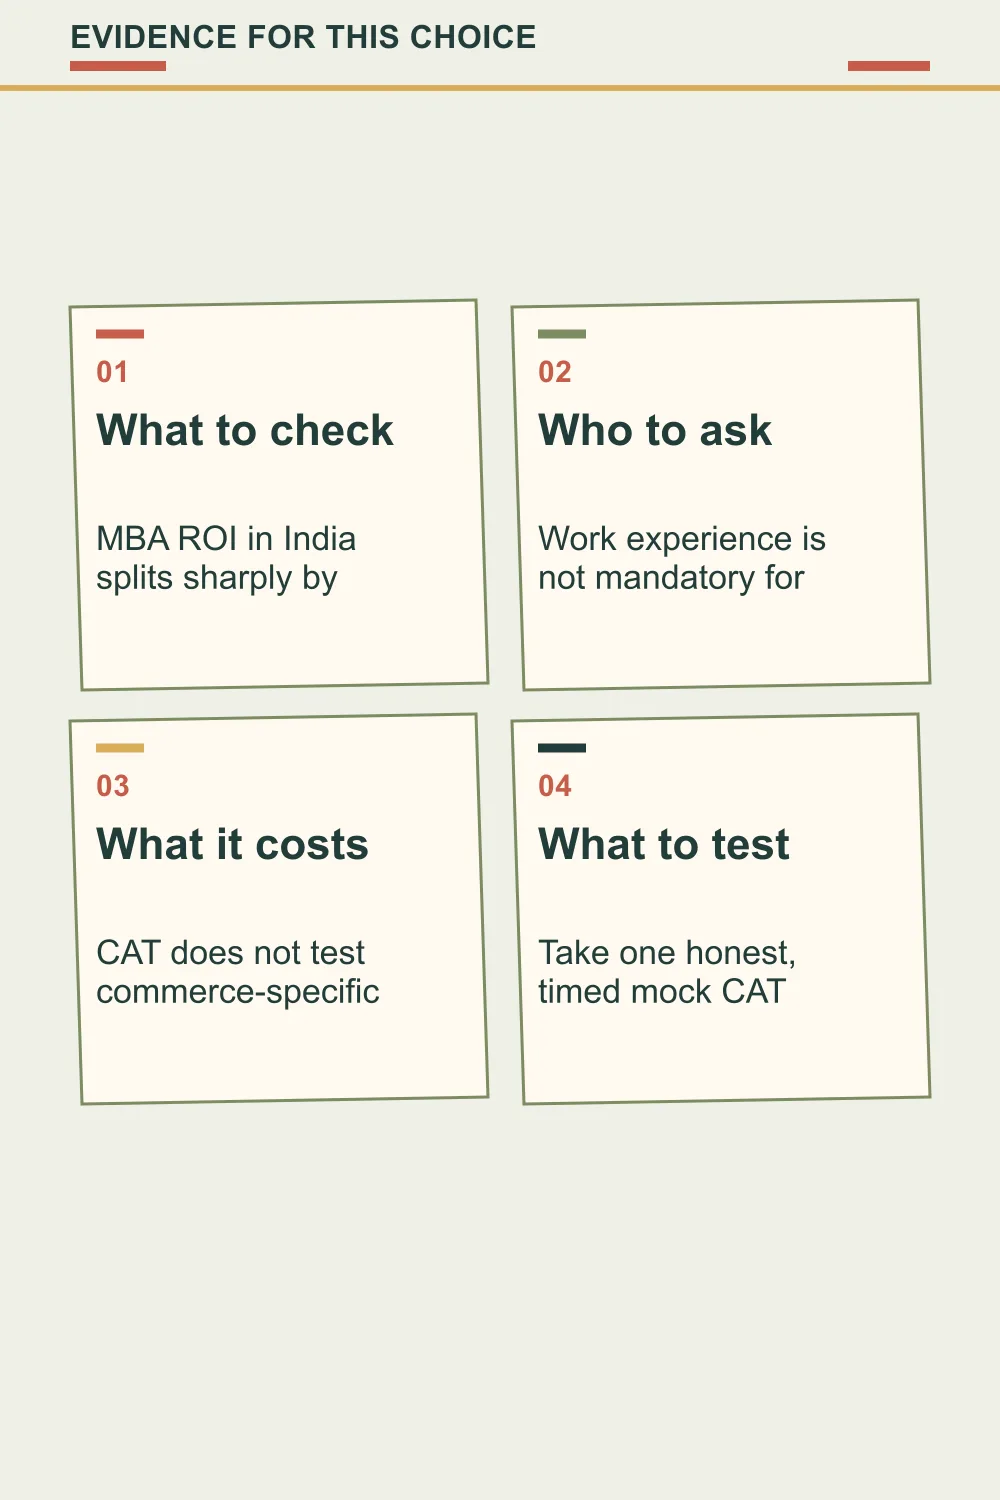 EVIDENCE FOR THIS CHOICE
01
What to check
MBA ROI in India
splits sharply by
02
Who to ask
Work experience is
not mandatory for
03
What it costs
CAT does not test
commerce-specific
04
What to test
Take one honest,
timed mock CAT